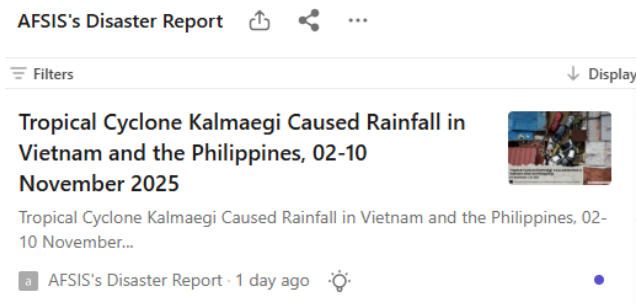 AFSIS's Disaster Report
Filters
Display
Tropical Cyclone Kalmaegi Caused Rainfall in
Vietnam and the Philippines, 02-10
November 2025
Tropical Cyclone Kalmaegi Caused Rainfall in Vietnam and the Philippines, 02-
10 November...
a AFSIS's Disaster Report · 1 day ago